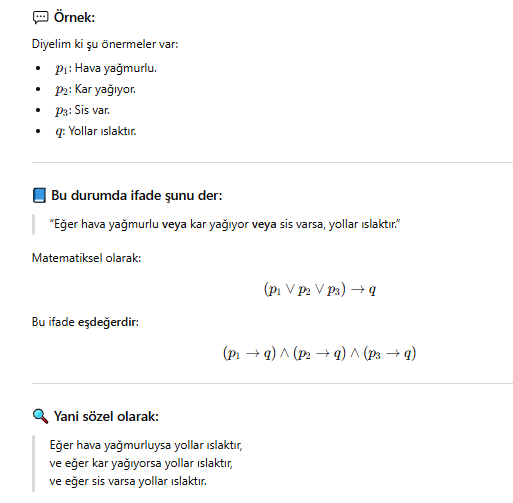 💬 Örnek:
Diyelim ki şu önermeler var:
• p₁: Hava yağmurlu.
• p₂: Kar yağıyor.
• p₃: Sis var.
• q: Yollar ıslaktır.
📘 Bu durumda ifade şunu der:
“Eğer hava yağmurlu veya kar yağıyor veya sis varsa, yollar ıslaktır.”
Matematiksel olarak:
(p₁ ∨ p₂ ∨ p₃) → q
Bu ifade eşdeğerdir:
(p₁ → q) ∧ (p₂ → q) ∧ (p₃ → q)
🔍 Yani sözel olarak:
Eğer hava yağmurluysa yollar ıslaktır,
ve eğer kar yağıyorsa yollar ıslaktır,
ve eğer sis varsa yollar ıslaktır.